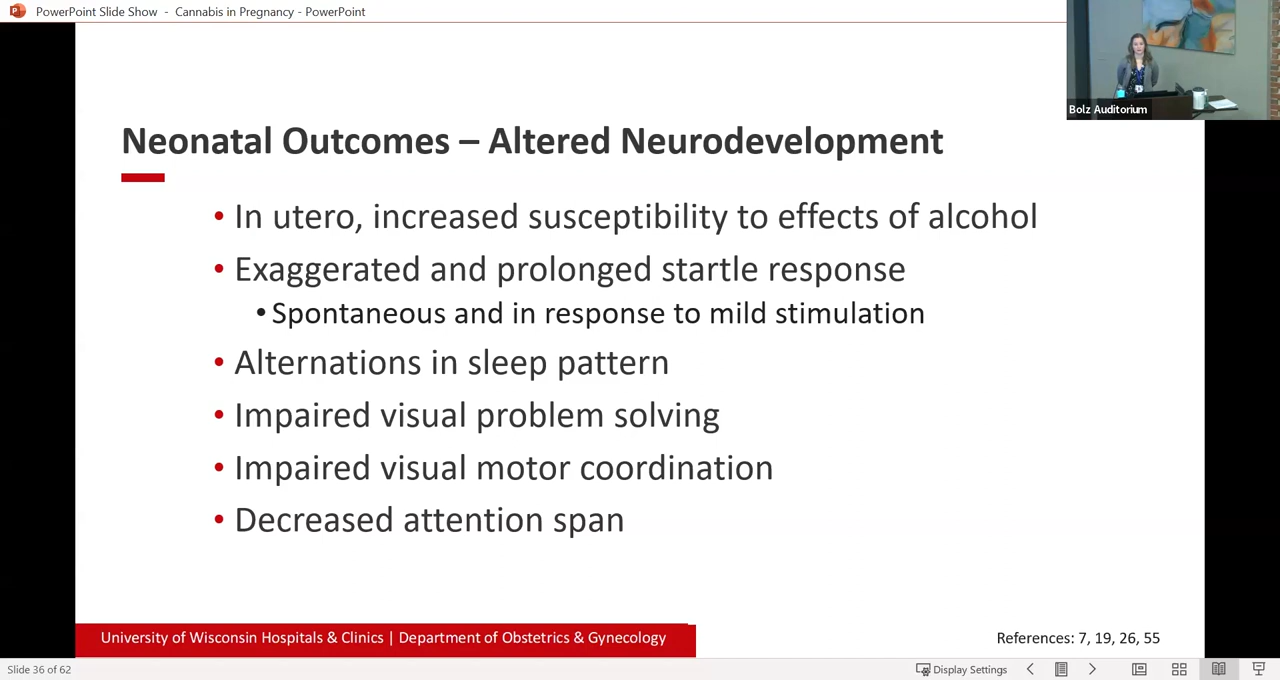 PowerPoint Slide Show - Cannabis in Pregnancy - PowerPoint
Bolz Auditorium
Neonatal Outcomes – Altered Neurodevelopment
• In utero, increased susceptibility to effects of alcohol
• Exaggerated and prolonged startle response
• Spontaneous and in response to mild stimulation
• Alternations in sleep pattern
• Impaired visual problem solving
• Impaired visual motor coordination
• Decreased attention span
University of Wisconsin Hospitals & Clinics | Department of Obstetrics & Gynecology
References: 7, 19, 26, 55
Slide 36 of 62
Display Settings